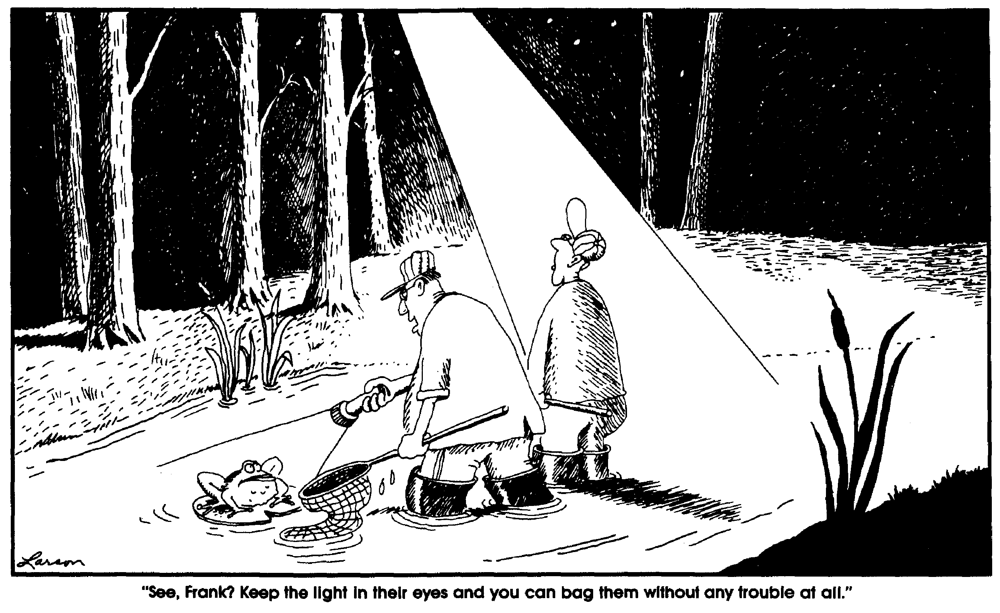 Larson
"See, Frank? Keep the light in their eyes and you can bag them without any trouble at all."